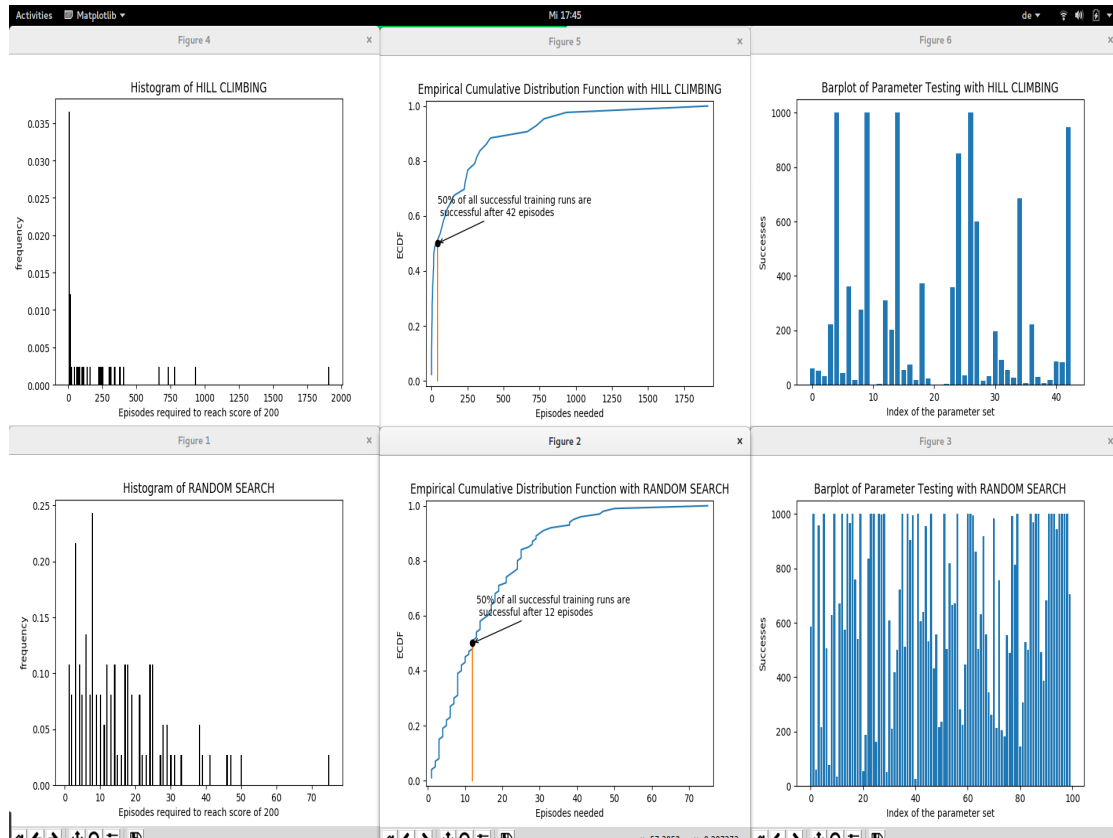 Activities Matplotlib ▾ Mi 17:45 de ▾
Figure 4 x
Histogram of HILL CLIMBING
0.035
0.030
0.025
0.020
0.015
0.010
0.005
0.000
frequency
0 250 500 750 1000 1250 1500 1750 2000
Episodes required to reach score of 200
Figure 5 x
Empirical Cumulative Distribution Function with HILL CLIMBING
1.0
0.8
0.6
0.4
0.2
0.0
ECDF
50% of all successful training runs are
successful after 42 episodes
0 250 500 750 1000 1250 1500 1750
Episodes needed
Figure 6 x
Barplot of Parameter Testing with HILL CLIMBING
1000
800
600
400
200
0
Successes
0 10 20 30 40
Index of the parameter set
Figure 1 x
Histogram of RANDOM SEARCH
0.25
0.20
0.15
0.10
0.05
0.00
frequency
0 10 20 30 40 50 60 70
Episodes required to reach score of 200
Figure 2 x
Empirical Cumulative Distribution Function with RANDOM SEARCH
1.0
0.8
0.6
0.4
0.2
0.0
ECDF
50% of all successful training runs are
successful after 12 episodes
0 10 20 30 40 50 60 70
Episodes needed
Figure 3 x
Barplot of Parameter Testing with RANDOM SEARCH
1000
800
600
400
200
0
Successes
0 20 40 60 80 100
Index of the parameter set